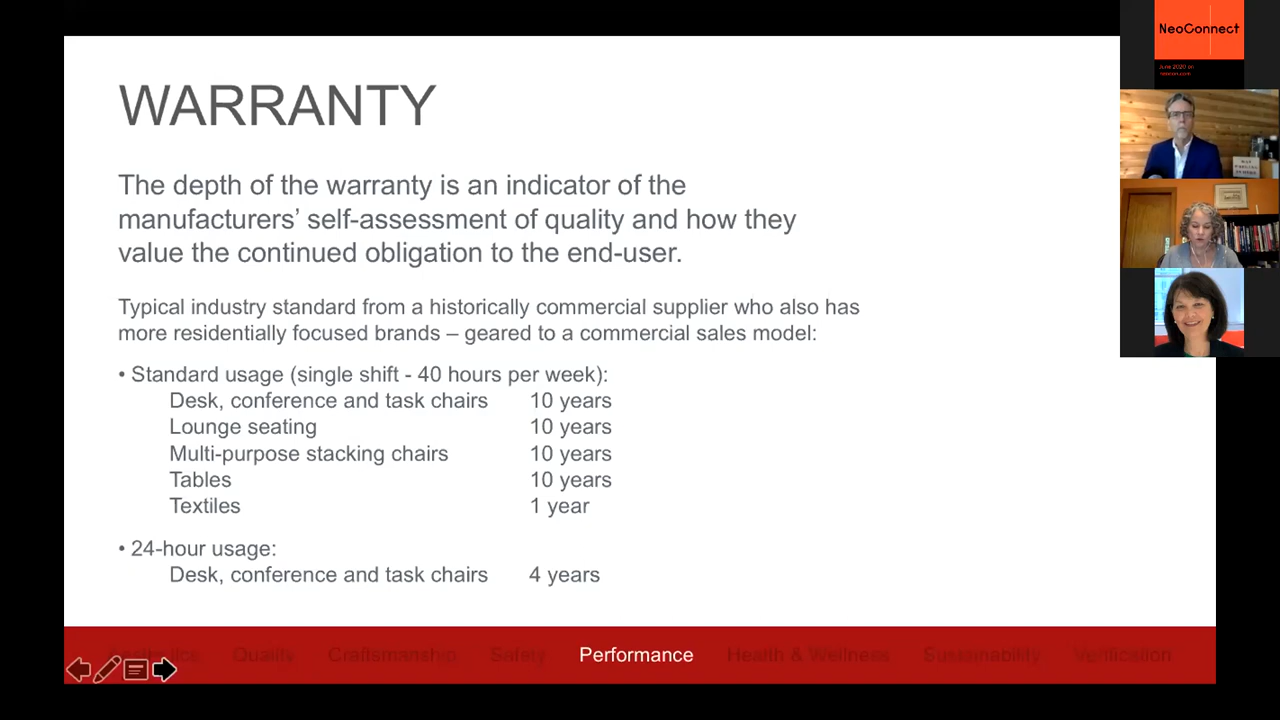 NeoConnect
June 2020 on
WARRANTY
The depth of the warranty is an indicator of the
manufacturers’ self-assessment of quality and how they
value the continued obligation to the end-user.
Typical industry standard from a historically commercial supplier who also has
more residentially focused brands – geared to a commercial sales model:
• Standard usage (single shift - 40 hours per week):
Desk, conference and task chairs 10 years
Lounge seating 10 years
Multi-purpose stacking chairs 10 years
Tables 10 years
Textiles 1 year
• 24-hour usage:
Desk, conference and task chairs 4 years
Aesthetics Quality Craftsmanship Safety Performance Health & Wellness Sustainability Verification